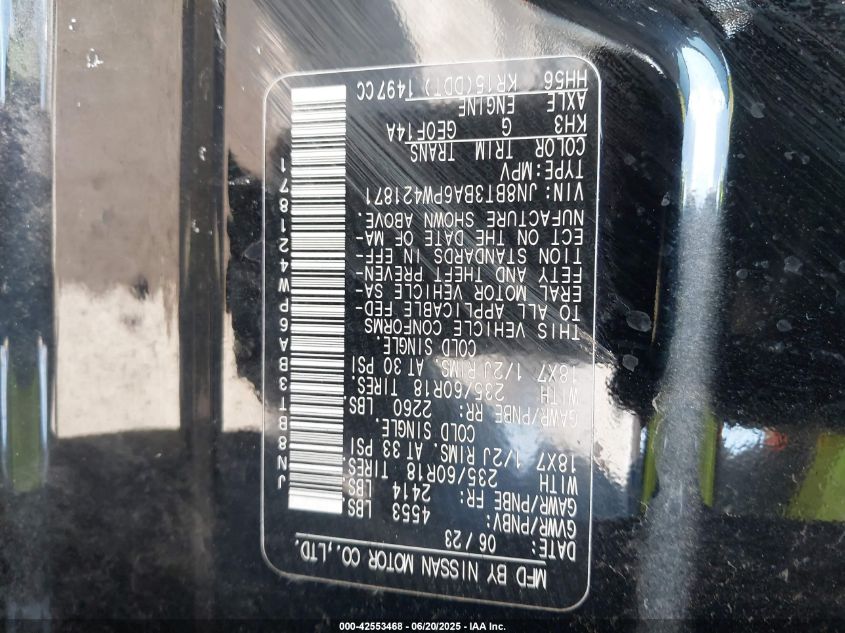 MFD BY NISSAN MOTOR CO.,LTD.
DATE: 06/23
GVWR/PNBV: 4553 LBS
GAWR/PNBE FR: 2414 LBS.
WITH 235/60R18 TIRES.
18X7 1/2J RIMS. AT 33 PSI
COLD SINGLE.
GAWR/PNBE RR: 2260 LBS.
WITH 235/60R18 TIRES.
18X7 1/2J RIMS. AT 30 PSI
COLD SINGLE.
THIS VEHICLE CONFORMS
TO ALL APPLICABLE FED-
ERAL MOTOR VEHICLE SA-
FETY AND THEFT PREVEN-
TION STANDARDS IN EFF-
ECT ON THE DATE OF MA-
NUFACTURE SHOWN ABOVE.
VIN: JN8BT3BA6PW421871
TYPE:MPV
COLOR TRIM TRANS
KH3 G GE0F14A
AXLE ENGINE
HH56 KR15(DDT) 1497CC
JN8BT3BA6PW421871
000-42553468 - 06/20/2025 - IAA Inc.